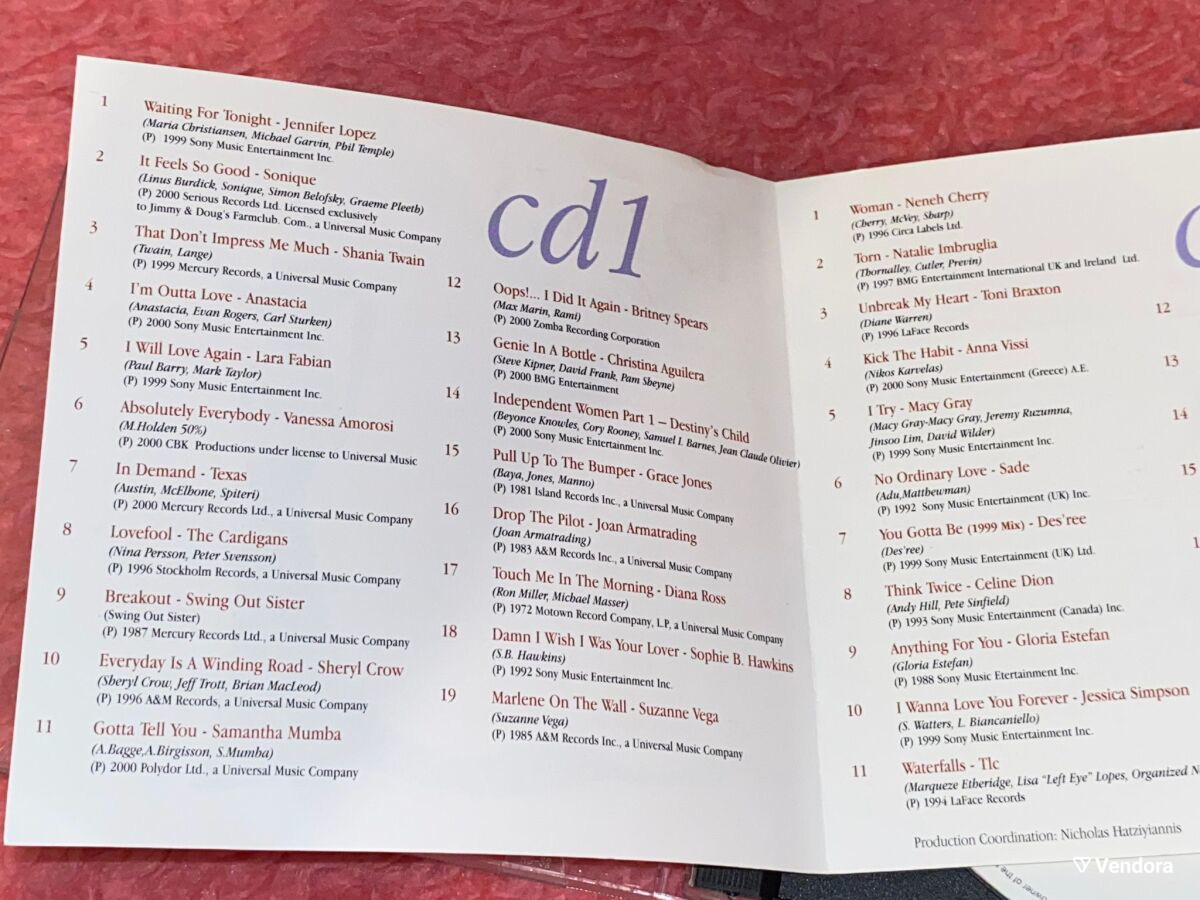 1 Waiting For Tonight - Jennifer Lopez
(Maria Christiansen, Michael Garvin, Phil Temple)
(P) 1999 Sony Music Entertainment Inc.
2 It Feels So Good - Sonique
(Linus Burdick, Sonique, Simon Belofsky, Graeme Pleeth)
(P) 2000 Serious Records Ltd. Licensed exclusively
to Jimmy & Doug's Farmclub. Com., a Universal Music Company
3 That Don't Impress Me Much - Shania Twain
(Twain, Lange)
(P) 1999 Mercury Records, a Universal Music Company
4 I'm Outta Love - Anastacia
(Anastacia, Evan Rogers, Carl Sturken)
(P) 2000 Sony Music Entertainment Inc.
5 I Will Love Again - Lara Fabian
(Paul Barry, Mark Taylor)
(P) 1999 Sony Music Entertainment Inc.
6 Absolutely Everybody - Vanessa Amorosi
(M.Holden 50%)
(P) 2000 CBK Productions under license to Universal Music
7 In Demand - Texas
(Austin, McElbone, Spiteri)
(P) 2000 Mercury Records Ltd., a Universal Music Company
8 Lovefool - The Cardigans
(Nina Persson, Peter Svensson)
(P) 1996 Stockholm Records, a Universal Music Company
9 Breakout - Swing Out Sister
(Swing Out Sister)
(P) 1987 Mercury Records Ltd., a Universal Music Company
10 Everyday Is A Winding Road - Sheryl Crow
(Sheryl Crow, Jeff Trott, Brian MacLeod)
(P) 1996 A&M Records, a Universal Music Company
11 Gotta Tell You - Samantha Mumba
(A.Bagge,A.Birgisson, S.Mumba)
(P) 2000 Polydor Ltd., a Universal Music Company
cd1
12 Oops!... I Did It Again - Britney Spears
(Max Marin, Rami)
(P) 2000 Zomba Recording Corporation
13 Genie In A Bottle - Christina Aguilera
(Steve Kipner, David Frank, Pam Sbeyne)
(P) 2000 BMG Entertainment
14 Independent Women Part 1 – Destiny's Child
(Beyonce Knowles, Cory Rooney, Samuel I. Barnes, Jean Claude Olivier)
(P) 2000 Sony Music Entertainment Inc.
15 Pull Up To The Bumper - Grace Jones
(Baya, Jones, Manno)
(P) 1981 Island Records Inc., a Universal Music Company
16 Drop The Pilot - Joan Armatrading
(Joan Armatrading)
(P) 1983 A&M Records Inc., a Universal Music Company
17 Touch Me In The Morning - Diana Ross
(Ron Miller, Michael Masser)
(P) 1972 Motown Record Company, L.P, a Universal Music Company
18 Damn I Wish I Was Your Lover - Sophie B. Hawkins
(S.B. Hawkins)
(P) 1992 Sony Music Entertainment Inc.
19 Marlene On The Wall - Suzanne Vega
(Suzanne Vega)
(P) 1985 A&M Records Inc., a Universal Music Company
1 Woman - Neneh Cherry
(Cherry, McVey, Sharp)
(P) 1996 Circa Labels Ltd.
2 Torn - Natalie Imbruglia
(Thornalley, Cutler, Previn)
(P) 1997 BMG Entertainment International UK and Ireland Ltd.
3 Unbreak My Heart - Toni Braxton
(Diane Warren)
(P) 1996 LaFace Records
4 Kick The Habit - Anna Vissi
(Nikos Karvelas)
(P) 2000 Sony Music Entertainment (Greece) A.E.
5 I Try - Macy Gray
(Macy Gray-Macy Gray, Jeremy Ruzumna,
Jinsoo Lim, David Wilder)
(P) 1999 Sony Music Entertainment Inc.
6 No Ordinary Love - Sade
(Adu,Matthewman)
(P) 1992 Sony Music Entertainment (UK) Inc.
7 You Gotta Be (1999 Mix) - Des'ree
(Des'ree)
(P) 1999 Sony Music Entertainment (UK) Ltd.
8 Think Twice - Celine Dion
(Andy Hill, Pete Sinfield)
(P) 1993 Sony Music Entertainment (Canada) Inc.
9 Anything For You - Gloria Estefan
(Gloria Estefan)
(P) 1988 Sony Music Etertainment Inc.
10 I Wanna Love You Forever - Jessica Simpson
(S. Watters, L. Biancaniello)
(P) 1999 Sony Music Entertainment Inc.
11 Waterfalls - Tlc
(Marqueze Etheridge, Lisa "Left Eye" Lopes, Organized
(P) 1994 LaFace Records
12
13
14
15
Production Coordination: Nicholas Hatziyiannis
owner of the
Vendora